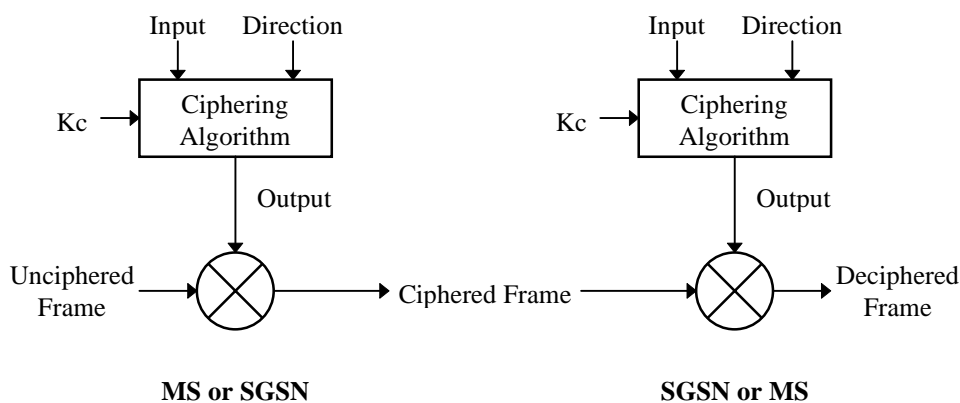 Input Direction
Kc
Ciphering
Algorithm
Output
Unciphered
Frame
Ciphered Frame
MS or SGSN
Input Direction
Kc
Ciphering
Algorithm
Output
Deciphered
Frame
SGSN or MS